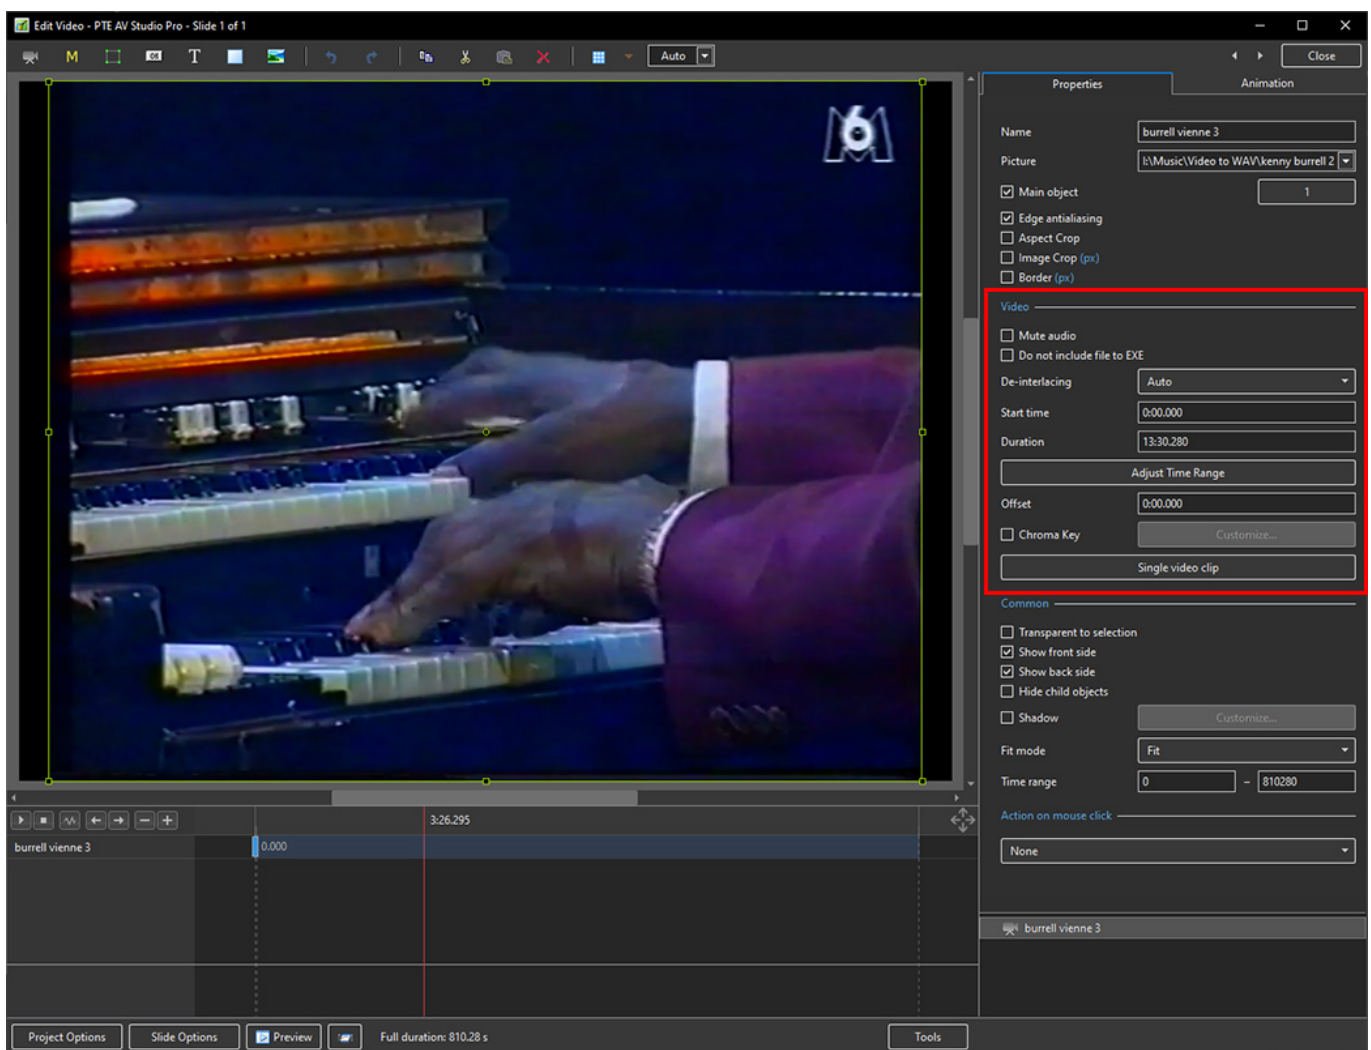 Edit Video - PTE AV Studio Pro - Slide 1 of 1
M
OK
T
Auto
Close
Properties
Animation
M6
Name
burrell vienne 3
Picture
I:\Music\Video to WAV\kenny burrell 2
Main object
1
Edge antialiasing
Aspect Crop
Image Crop (px)
Border (px)
Video
Mute audio
Do not include file to EXE
De-interlacing
Auto
Start time
0:00.000
Duration
13:30.280
Adjust Time Range
Offset
0:00.000
Chroma Key
Customize...
Single video clip
Common
Transparent to selection
Show front side
Show back side
Hide child objects
Shadow
Customize...
Fit mode
Fit
Time range
0
–
810280
Action on mouse click
None
burrell vienne 3
3:26.295
burrell vienne 3
0.000
Project Options
Slide Options
Preview
Full duration: 810.28 s
Tools